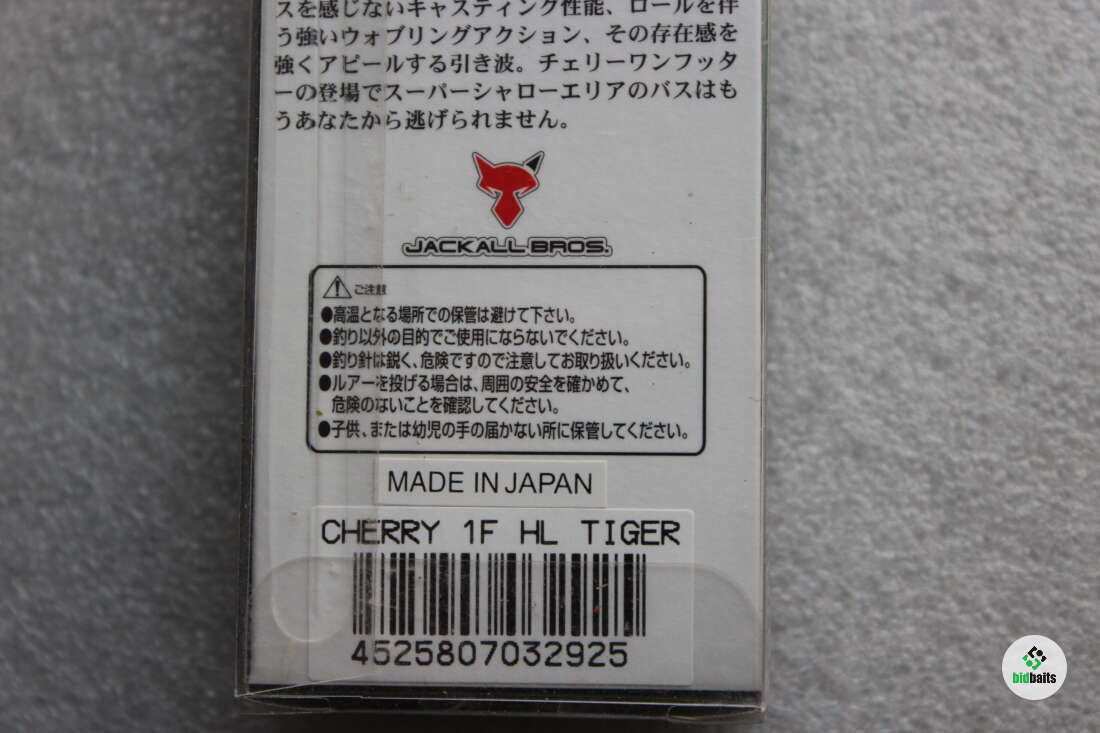 スを感じないキャスティング性能、ロールを伴
う強いウォブリングアクション、その存在感を
強くアピールする引き波。チェリーワンフッタ
ーの登場でスーパーシャローエリアのバスはも
うあなたから逃げられません。
JACKALL BROS.
ご注意
●高温となる場所での保管は避けて下さい。
●釣り以外の目的でご使用にならないでください。
●釣り針は鋭く、危険ですので注意してお取り扱いください。
●ルアーを投げる場合は、周囲の安全を確かめて、
危険のないことを確認してください。
●子供、または幼児の手の届かない所に保管してください。
MADE IN JAPAN
CHERRY 1F HL TIGER
4525807032925
bidbaits